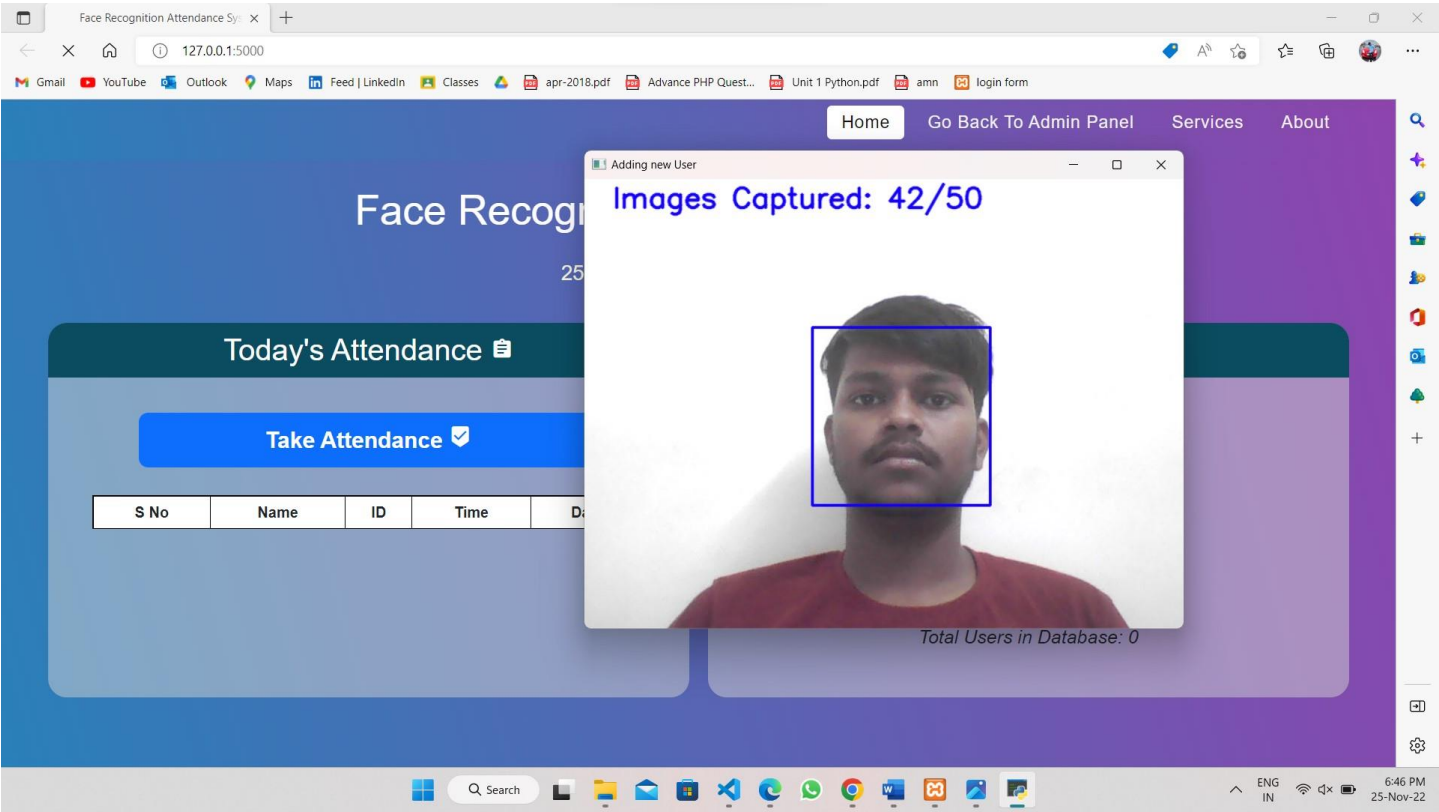 Face Recognition Attendance Sy
127.0.0.1:5000
Gmail YouTube Outlook Maps Feed | LinkedIn Classes apr-2018.pdf Advance PHP Quest... Unit 1 Python.pdf amn login form
Home Go Back To Admin Panel Services About
Adding new User
Images Captured: 42/50
Face Recogn
25
Today's Attendance
Take Attendance
S No Name ID Time Da
Total Users in Database: 0
Search
ENG
IN
6:46 PM
25-Nov-22